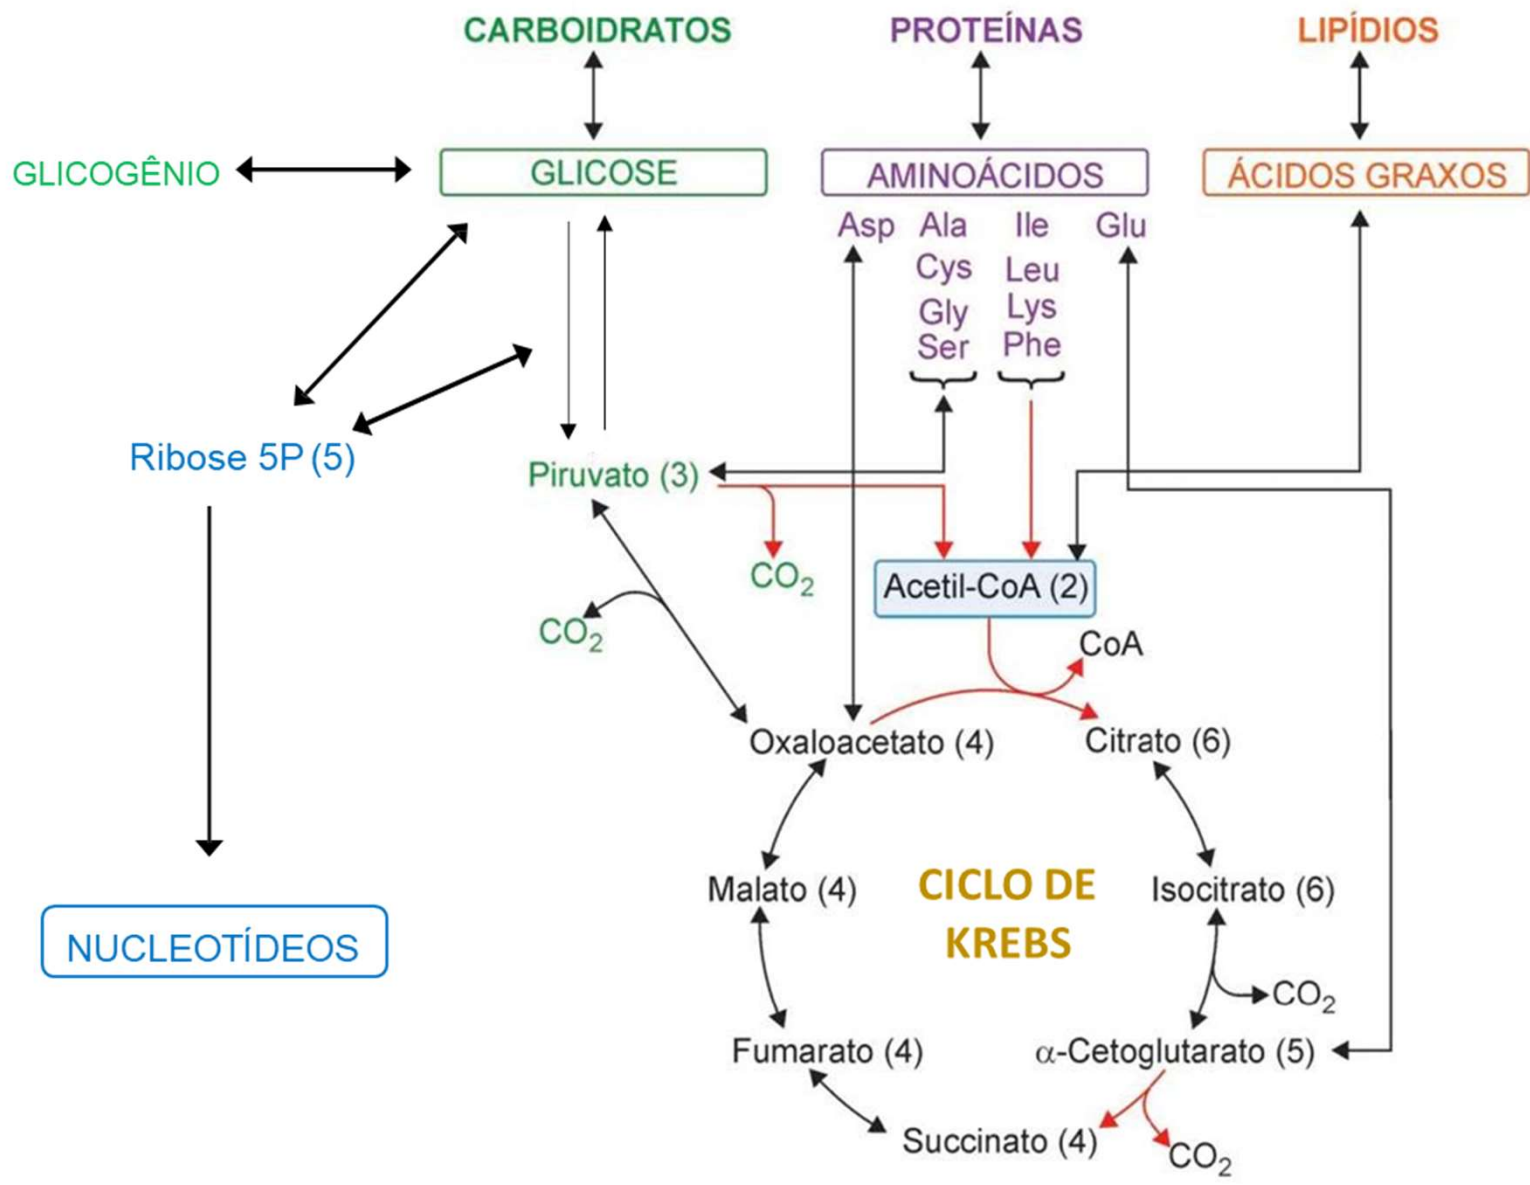 CARBOIDRATOS
PROTEÍNAS
LIPÍDIOS
GLICOGÊNIO
GLICOSE
AMINOÁCIDOS
ÁCIDOS GRAXOS
Asp Ala Ile Glu
Cys Leu
Gly Lys
Ser Phe
Ribose 5P (5)
Piruvato (3)
CO₂
Acetil-CoA (2)
CO₂
CoA
Oxaloacetato (4)
Citrato (6)
Malato (4)
CICLO DE
KREBS
Isocitrato (6)
NUCLEOTÍDEOS
CO₂
Fumarato (4)
α-Cetoglutarato (5)
Succinato (4)
CO₂